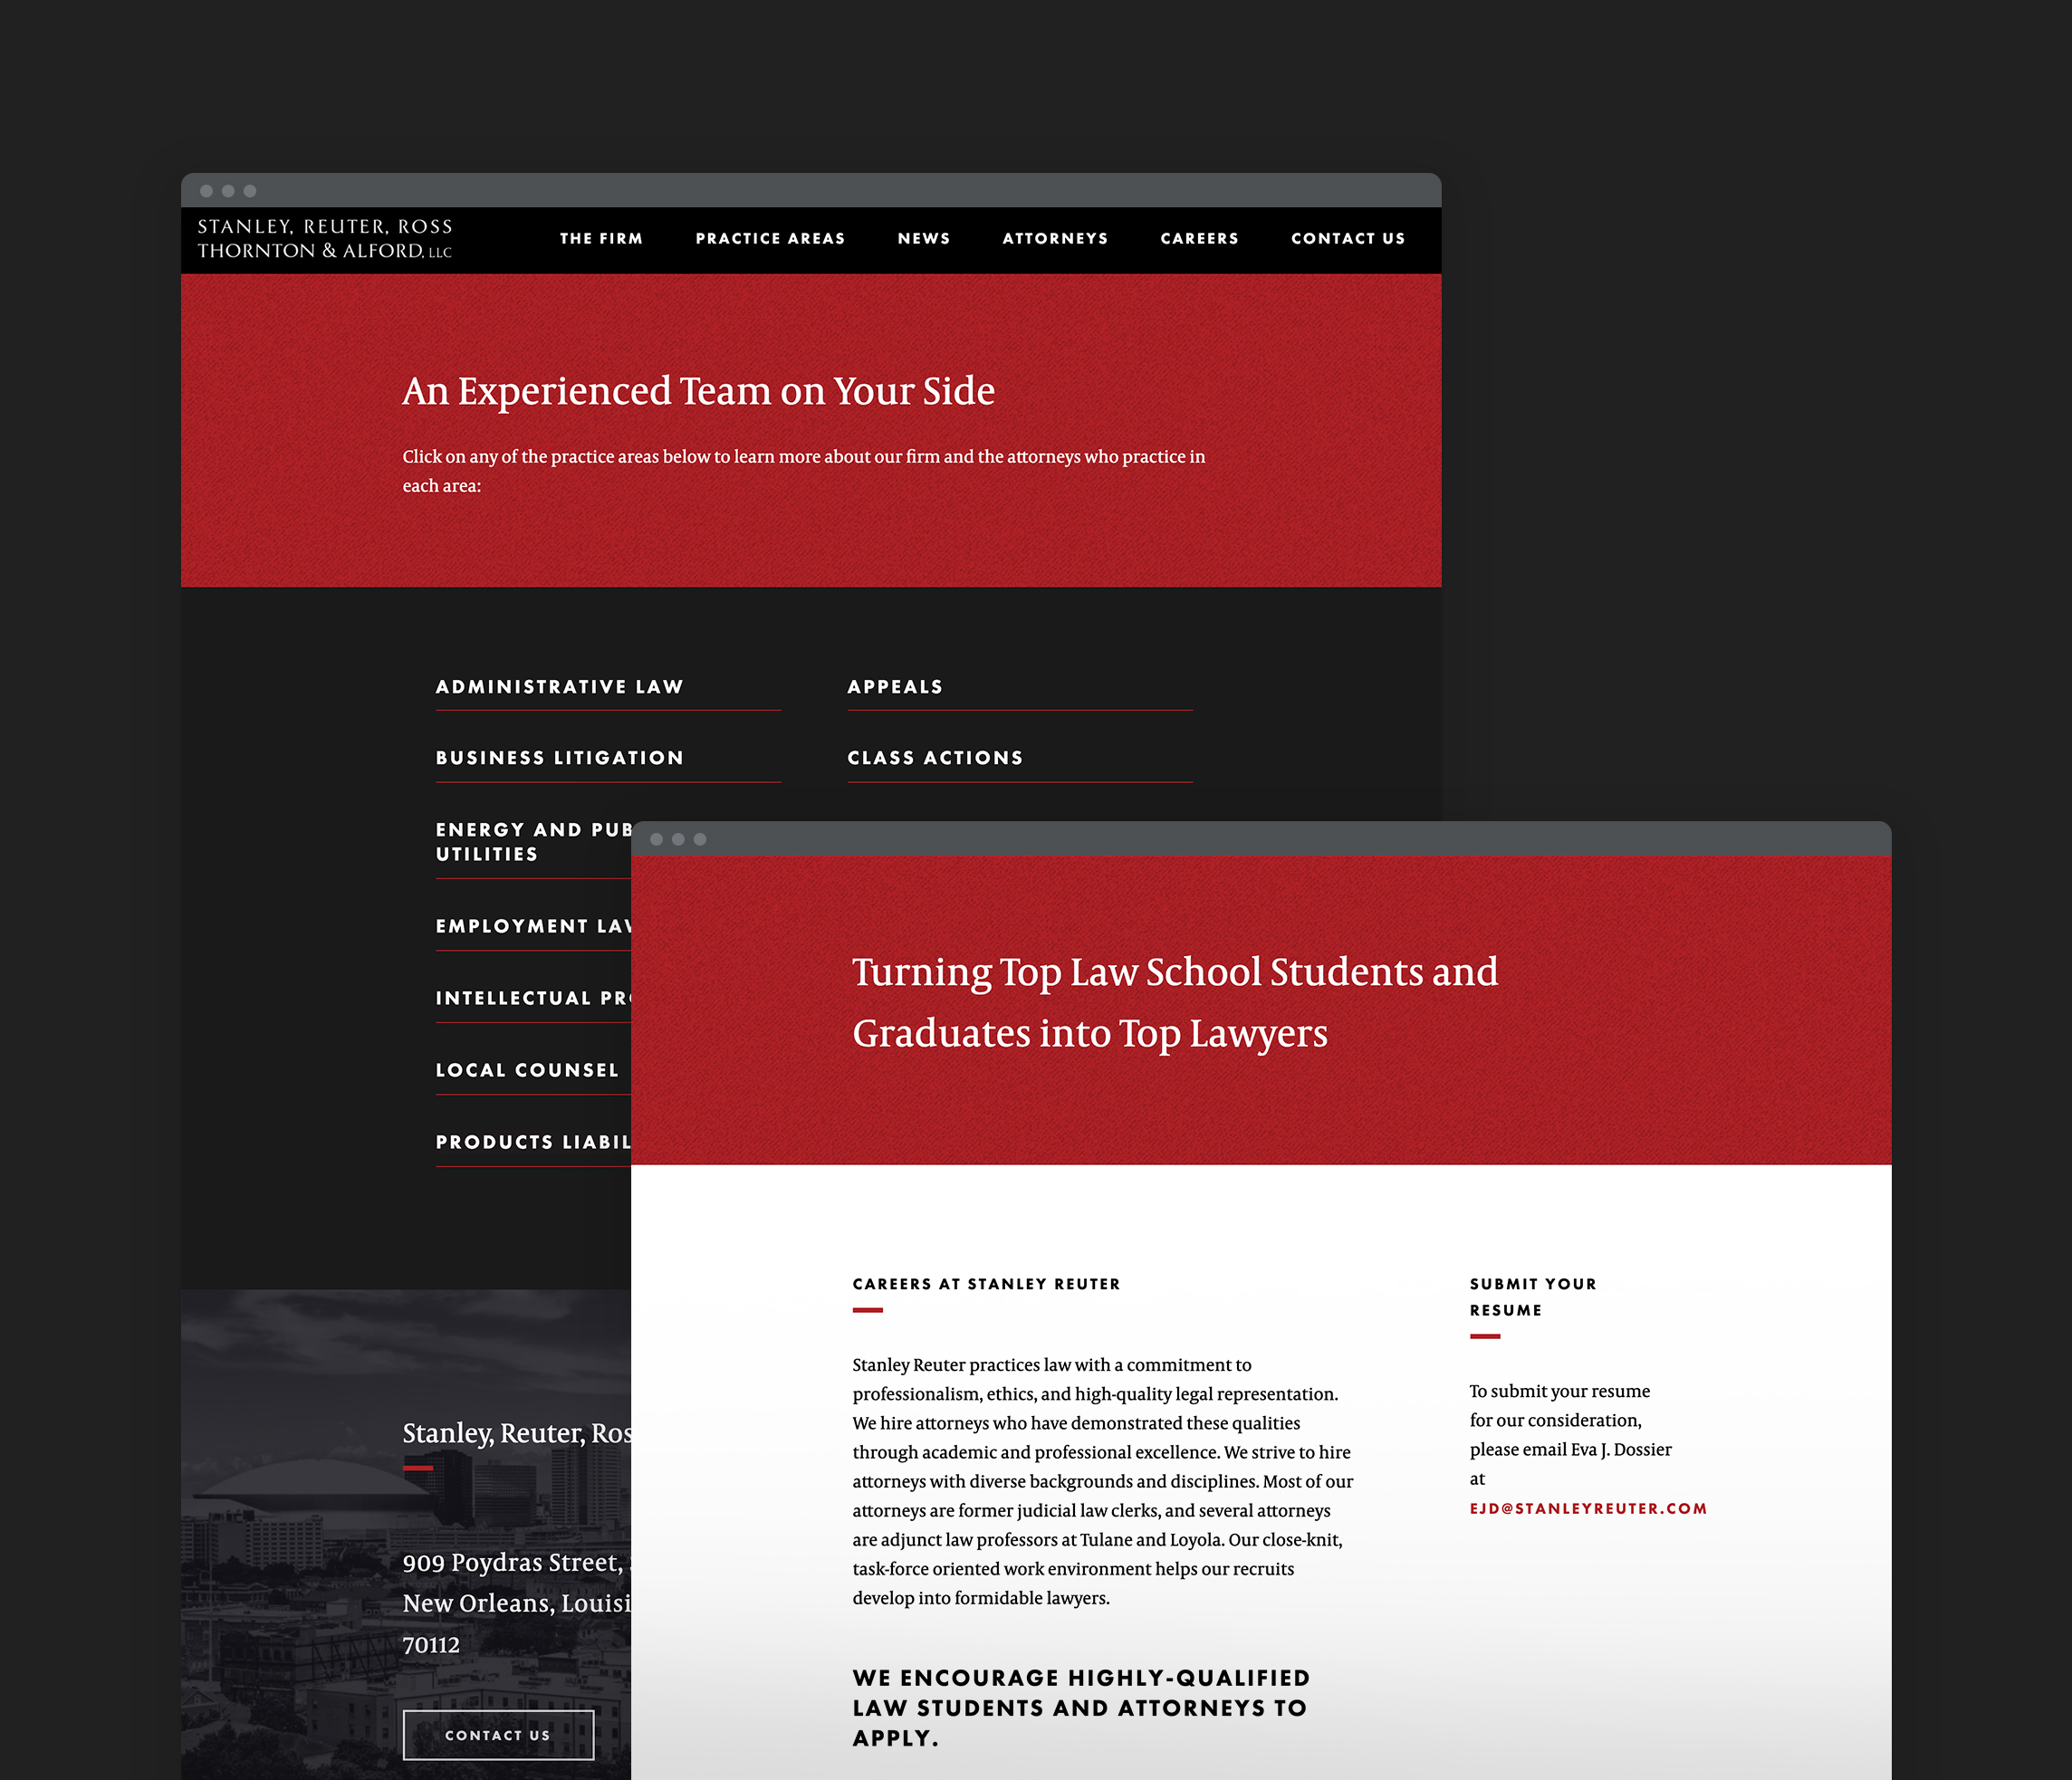 STANLEY, REUTER, ROSS
THORNTON & ALFORD, LLC
THE FIRM PRACTICE AREAS NEWS ATTORNEYS CAREERS CONTACT US
An Experienced Team on Your Side
Click on any of the practice areas below to learn more about our firm and the attorneys who practice in
each area:
ADMINISTRATIVE LAW
APPEALS
BUSINESS LITIGATION
CLASS ACTIONS
ENERGY AND PUB
UTILITIES
EMPLOYMENT LAW
INTELLECTUAL PRO
LOCAL COUNSEL
PRODUCTS LIABIL
Stanley, Reuter, Ros
909 Poydras Street,
New Orleans, Louisi
70112
CONTACT US
Turning Top Law School Students and
Graduates into Top Lawyers
CAREERS AT STANLEY REUTER
Stanley Reuter practices law with a commitment to
professionalism, ethics, and high-quality legal representation.
We hire attorneys who have demonstrated these qualities
through academic and professional excellence. We strive to hire
attorneys with diverse backgrounds and disciplines. Most of our
attorneys are former judicial law clerks, and several attorneys
are adjunct law professors at Tulane and Loyola. Our close-knit,
task-force oriented work environment helps our recruits
develop into formidable lawyers.
WE ENCOURAGE HIGHLY-QUALIFIED
LAW STUDENTS AND ATTORNEYS TO
APPLY.
SUBMIT YOUR
RESUME
To submit your resume
for our consideration,
please email Eva J. Dossier
at
EJD@STANLEYREUTER.COM